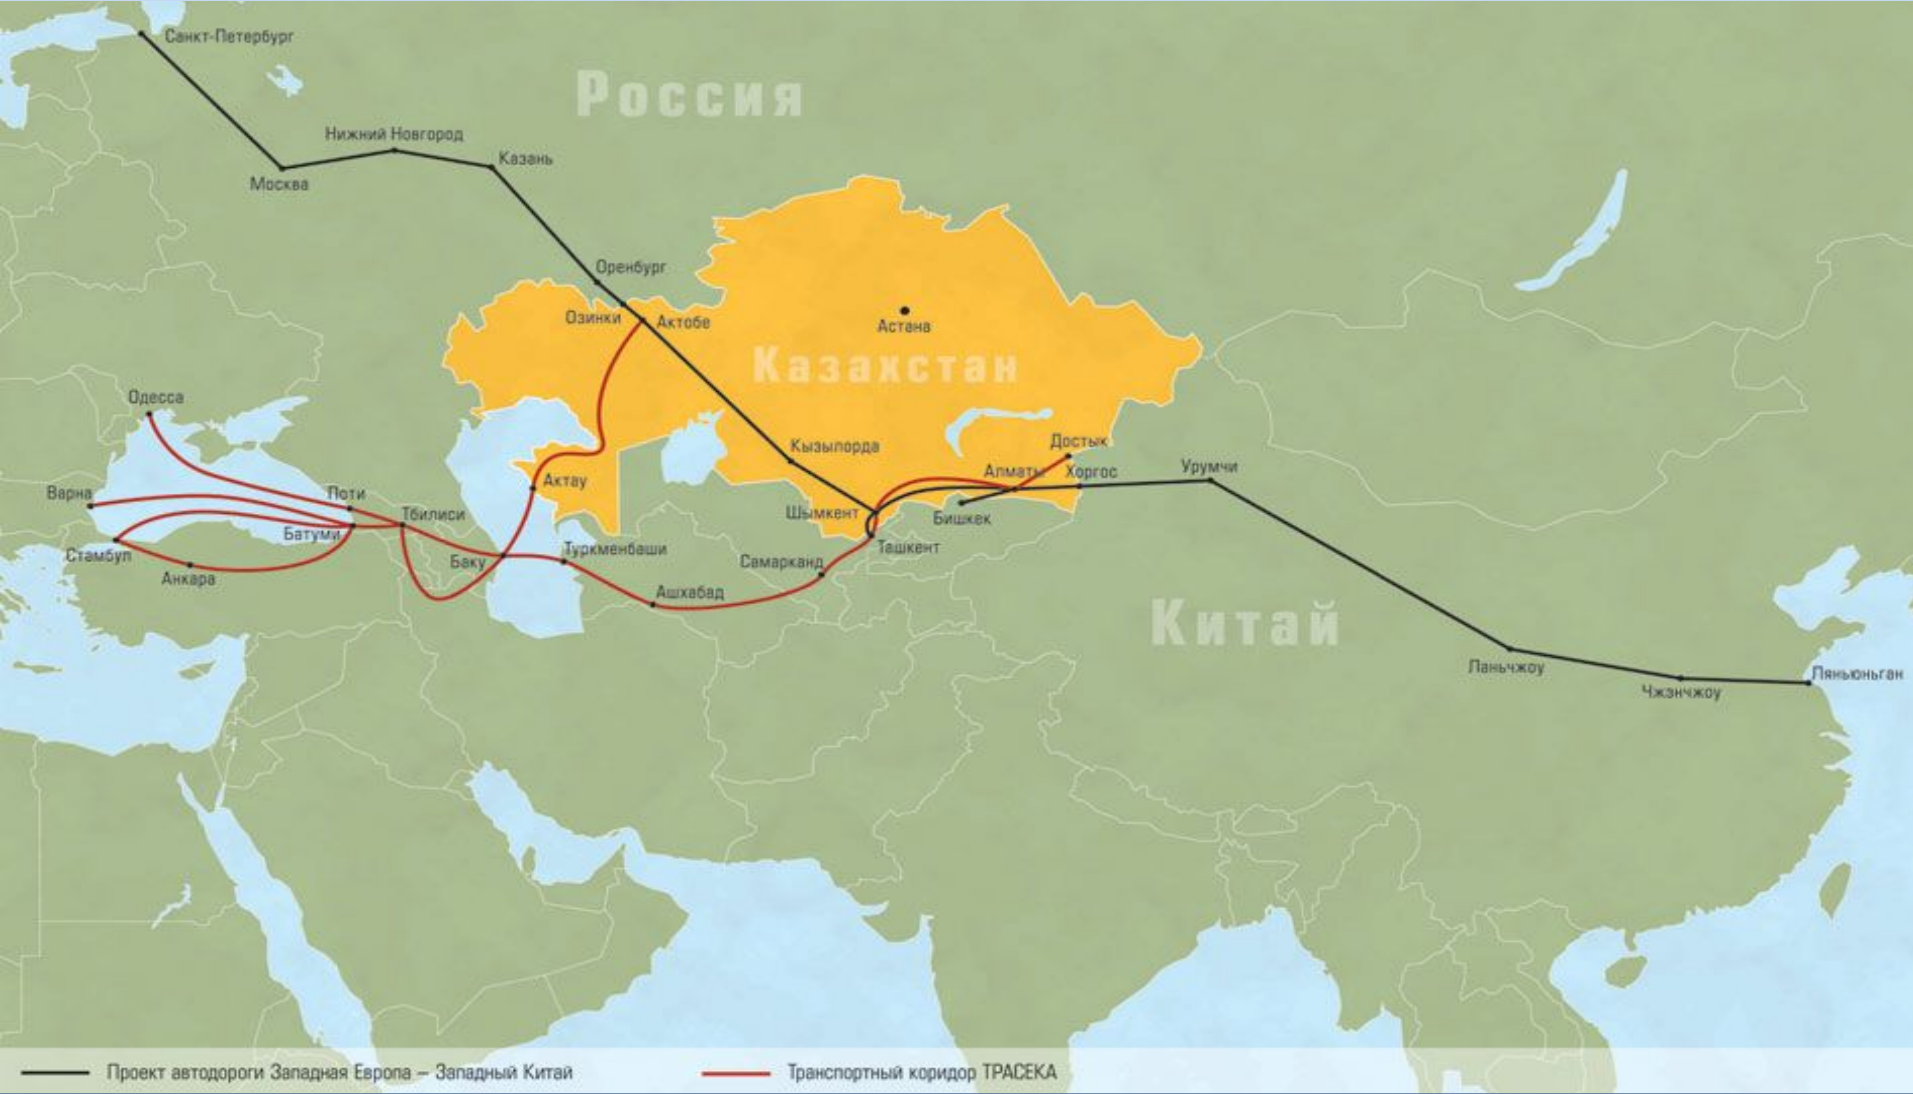 Санкт-Петербург
Россия
Нижний Новгород
Казань
Москва
Оренбург
Озинки
Актобе
Астана
Казахстан
Одесса
Кызылорда
Достык
Алматы
Хоргос
Урумчи
Актау
Варна
Поти
Тбилиси
Шымкент
Бишкек
Батуми
Стамбул
Анкара
Баку
Туркменбаши
Ташкент
Самарканд
Ашхабад
Китай
Ланьчжоу
Чжэнчжоу
Ляньюньган
Проект автодороги Западная Европа – Западный Китай
Транспортный коридор ТРАСЕКА